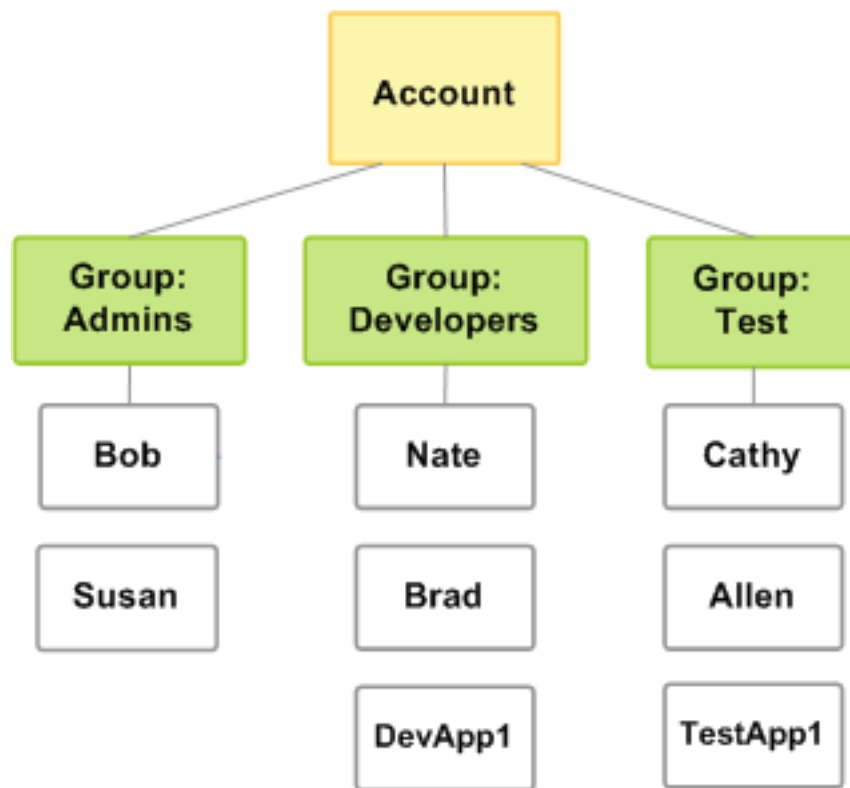 Account
Group:
Admins
Group:
Developers
Group:
Test
Bob
Nate
Cathy
Susan
Brad
Allen
DevApp1
TestApp1